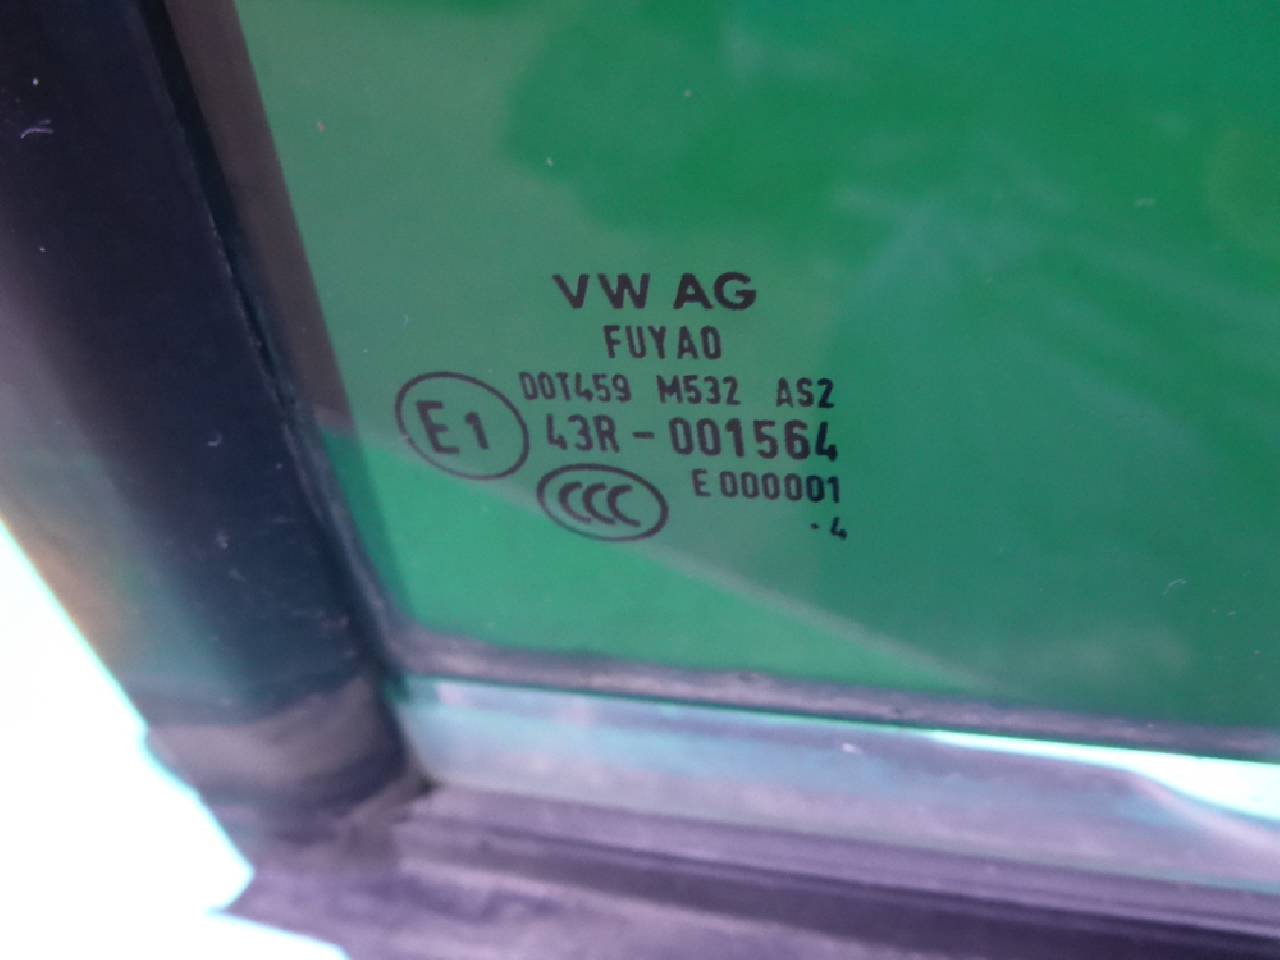 VW AG
FUYAO
DOT459 M532 AS2
E1 43R-001564
CCC E000001
·4